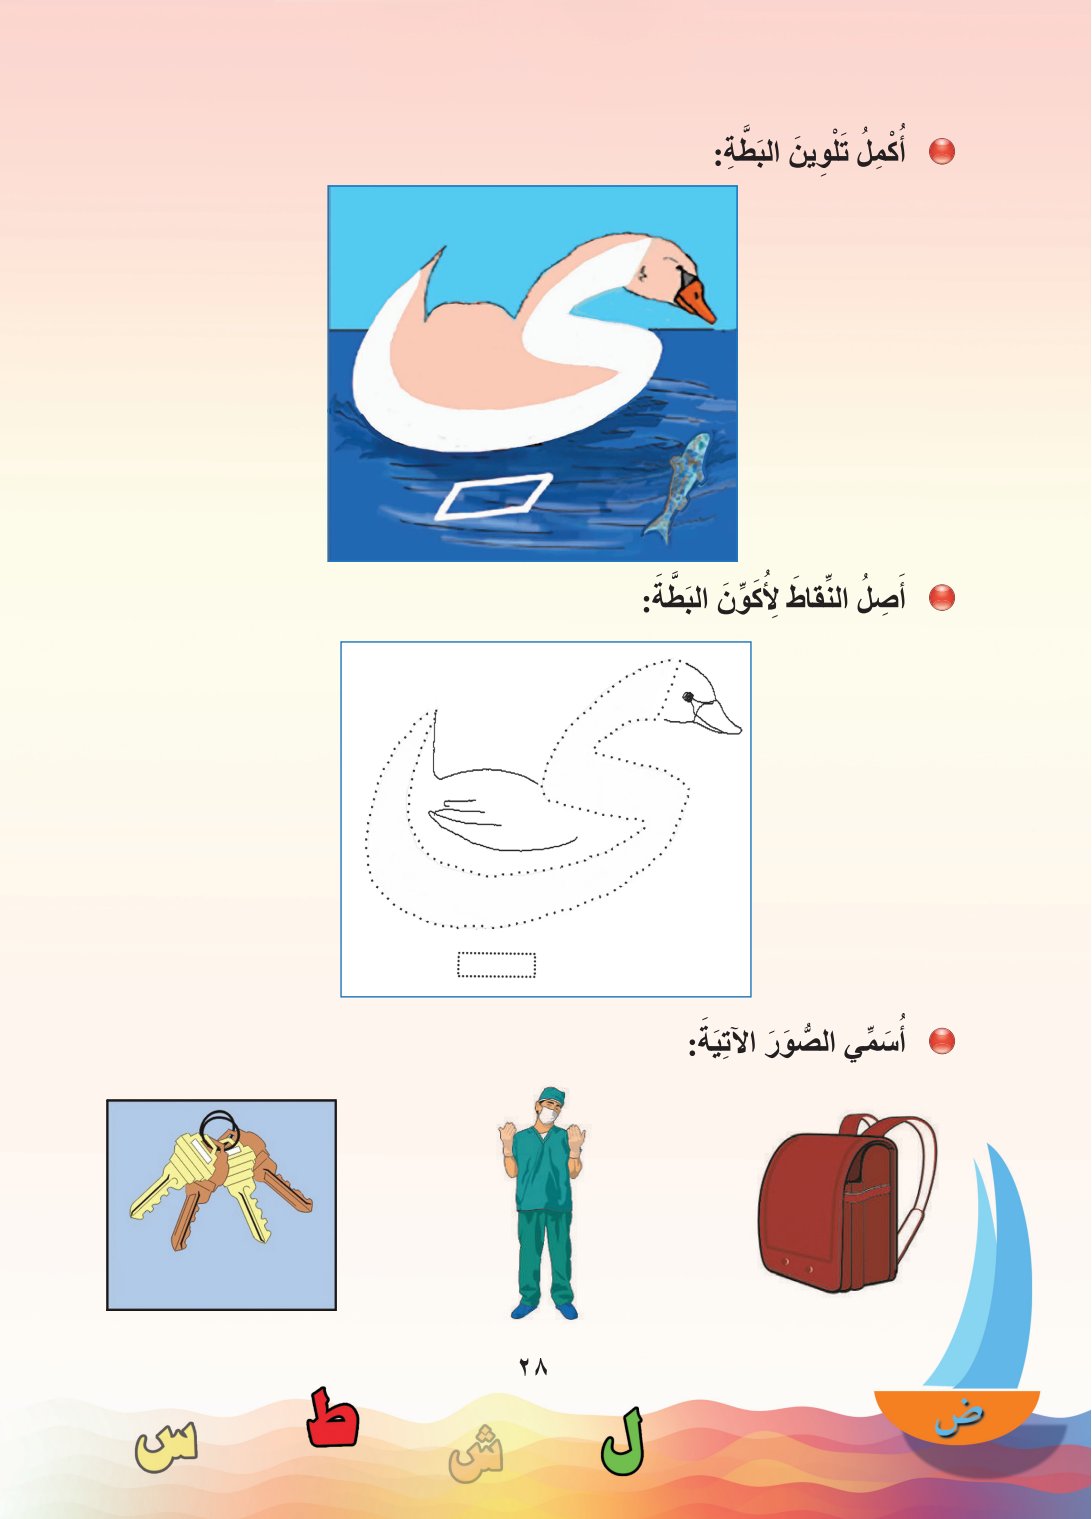 أُكْمِلُ تَلْوِينَ البَطَّةِ:
أَصِلُ النِّقاطَ لِأُكَوِّنَ البَطَّةَ:
أُسَمِّي الصُّوَرَ الآتِيَةَ:
٢٨
ض
ل
ش
ط
س